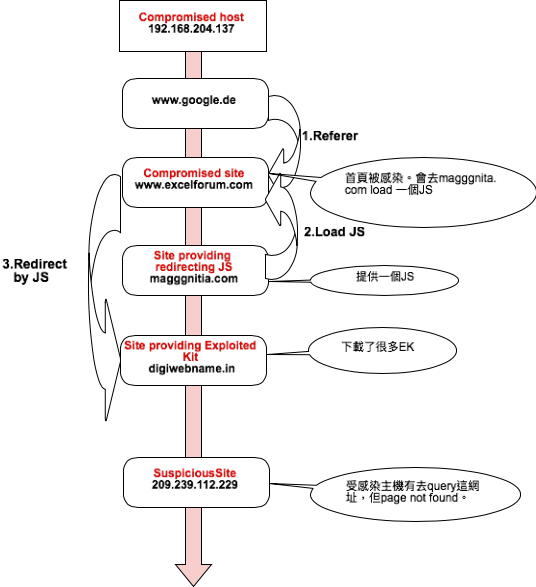 Compromised host
192.168.204.137
www.google.de
1.Referer
Compromised site
www.excelforum.com
首頁被感染。會去magggnita.
com load 一個JS
2.Load JS
3.Redirect
by JS
Site providing
redirecting JS
magggnitia.com
提供一個JS
Site providing Exploited
Kit
digiwebname.in
下載了很多EK
SuspiciousSite
209.239.112.229
受感染主機有去query這網
址，但page not found。